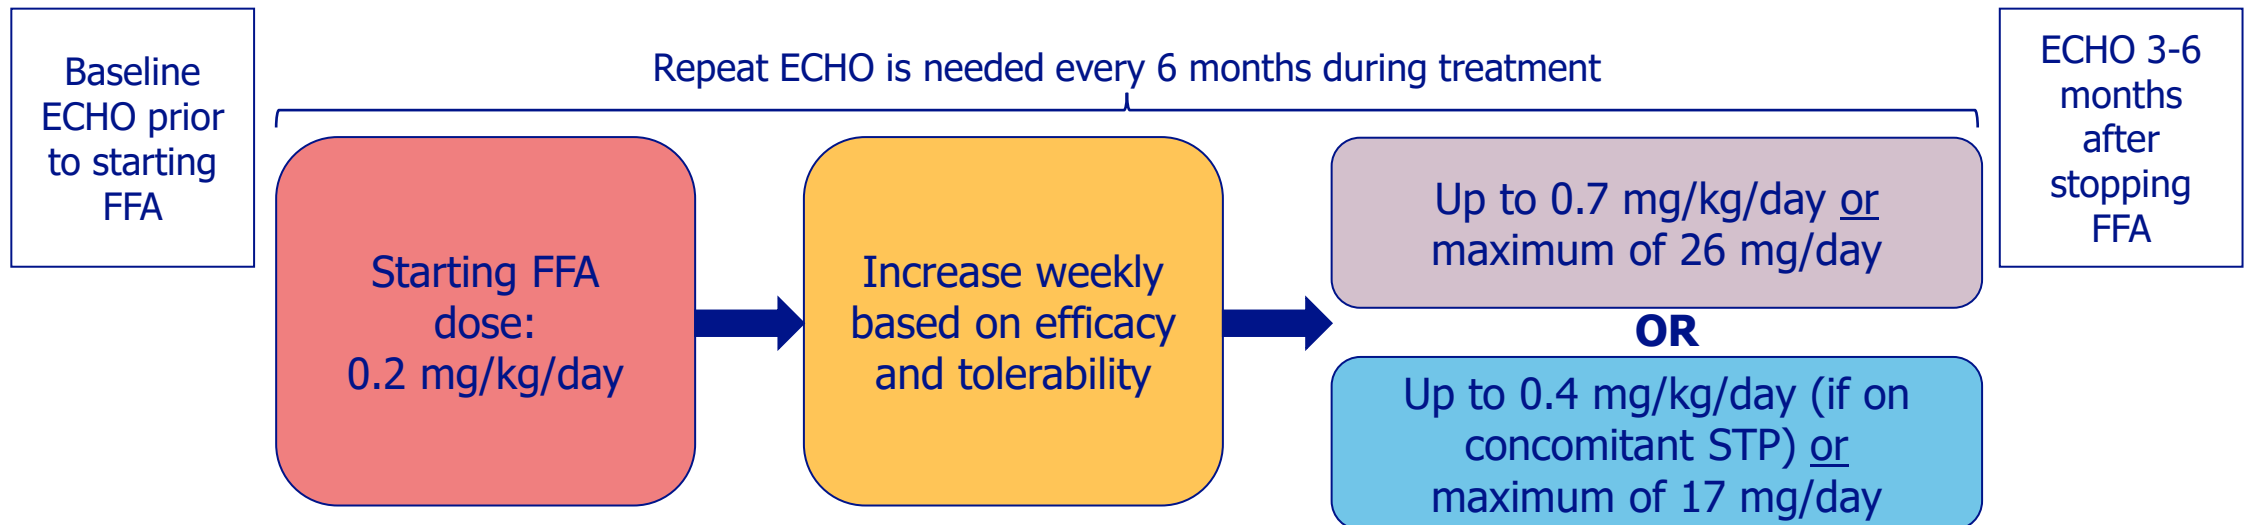 Baseline
ECHO prior
to starting
FFA
Repeat ECHO is needed every 6 months during treatment
Starting FFA
dose:
0.2 mg/kg/day
Increase weekly
based on efficacy
and tolerability
Up to 0.7 mg/kg/day or
maximum of 26 mg/day
OR
Up to 0.4 mg/kg/day (if on
concomitant STP) or
maximum of 17 mg/day
ECHO 3-6
months
after
stopping
FFA